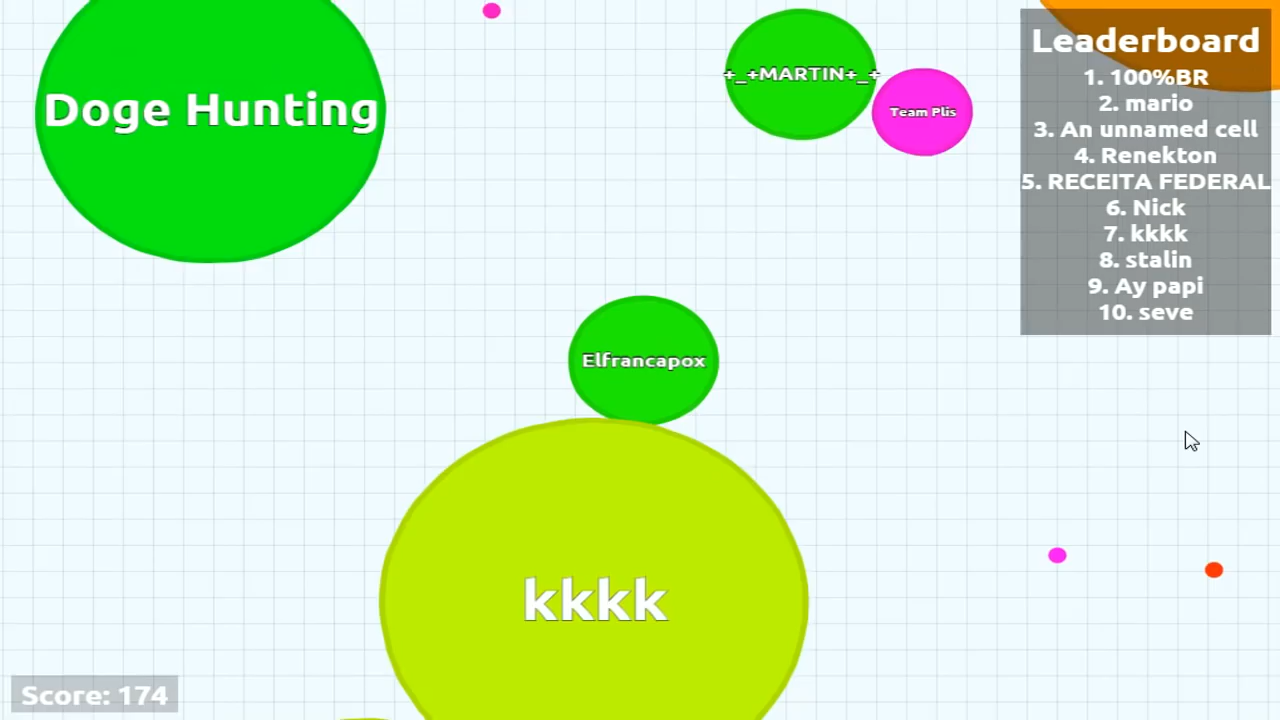 Doge Hunting
+_+MARTIN+_+
Team Plis
Elfrancapox
kkkk
Score: 174
Leaderboard
1. 100%BR
2. mario
3. An unnamed cell
4. Renekton
5. RECEITA FEDERAL
6. Nick
7. kkkk
8. stalin
9. Ay papi
10. seve